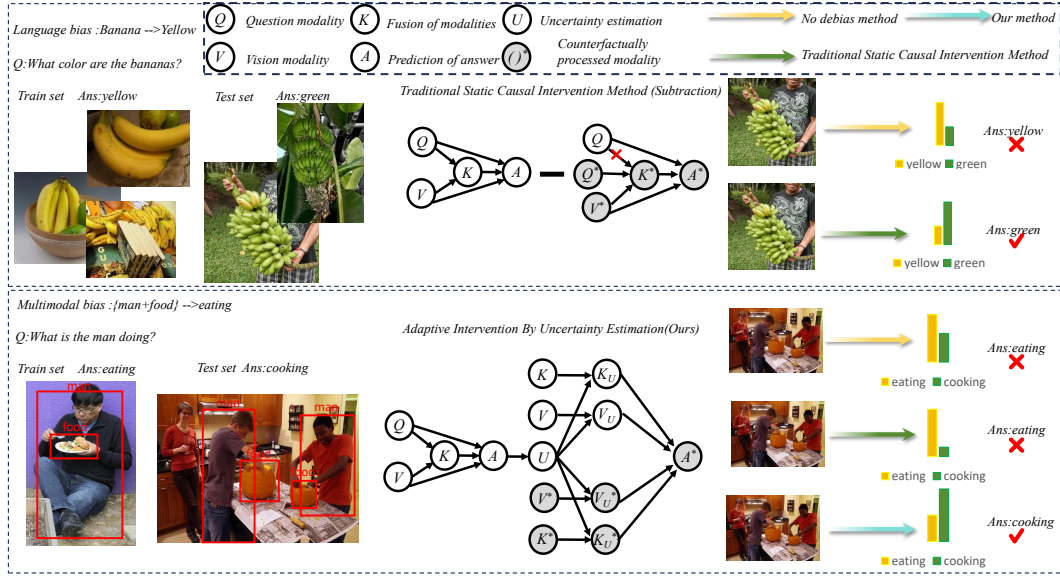 Language bias :Banana -->Yellow
Q:What color are the bananas?
Q Question modality
K Fusion of modalities
U Uncertainty estimation
No debias method
Our method
V Vision modality
A Prediction of answer
()* Counterfactually processed modality
Traditional Static Causal Intervention Method
Train set Ans:yellow
Test set Ans:green
Traditional Static Causal Intervention Method (Subtraction)
Q
V
K
A
Q
Q*
V*
K*
A*
yellow green
Ans:yellow
yellow green
Ans:green
Multimodal bias :{man+food} -->eating
Q:What is the man doing?
Train set Ans:eating
Test set Ans:cooking
man
food
man
man
Adaptive Intervention By Uncertainty Estimation(Ours)
Q
V
K
A
K
V
U
V*
K*
K_U
V_U
V_U*
K_U*
A*
eating cooking
Ans:eating
eating cooking
Ans:eating
eating cooking
Ans:cooking